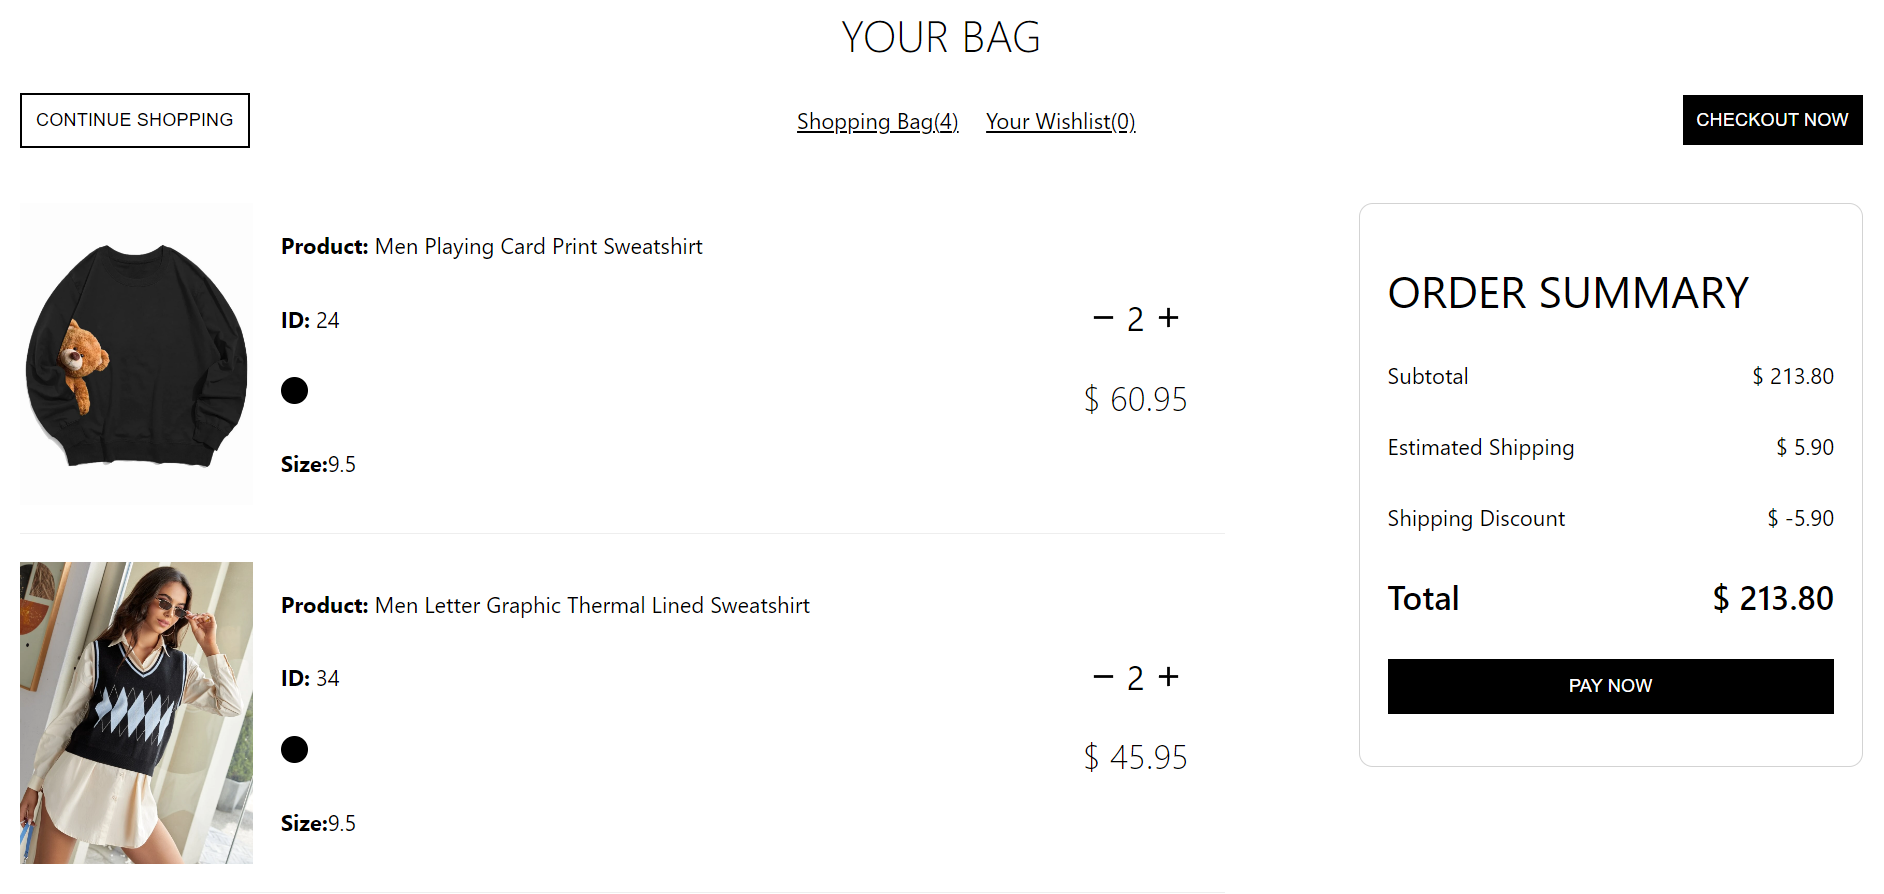 YOUR BAG
CONTINUE SHOPPING
Shopping Bag(4) Your Wishlist(0)
CHECKOUT NOW
Product: Men Playing Card Print Sweatshirt
ID: 24
Size:9.5
− 2 +
$ 60.95
Product: Men Letter Graphic Thermal Lined Sweatshirt
ID: 34
Size:9.5
− 2 +
$ 45.95
ORDER SUMMARY
Subtotal $ 213.80
Estimated Shipping $ 5.90
Shipping Discount $ -5.90
Total $ 213.80
PAY NOW